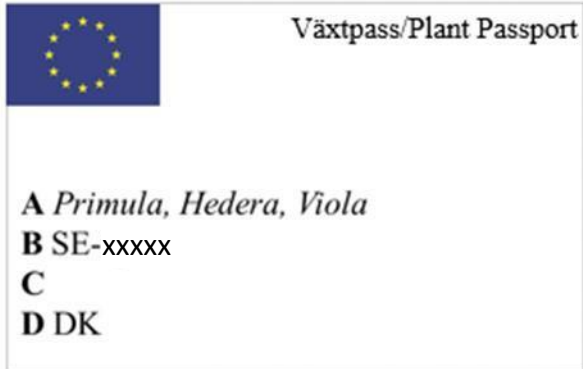 Växtpass/Plant Passport
A Primula, Hedera, Viola
B SE-xxxxx
C
D DK